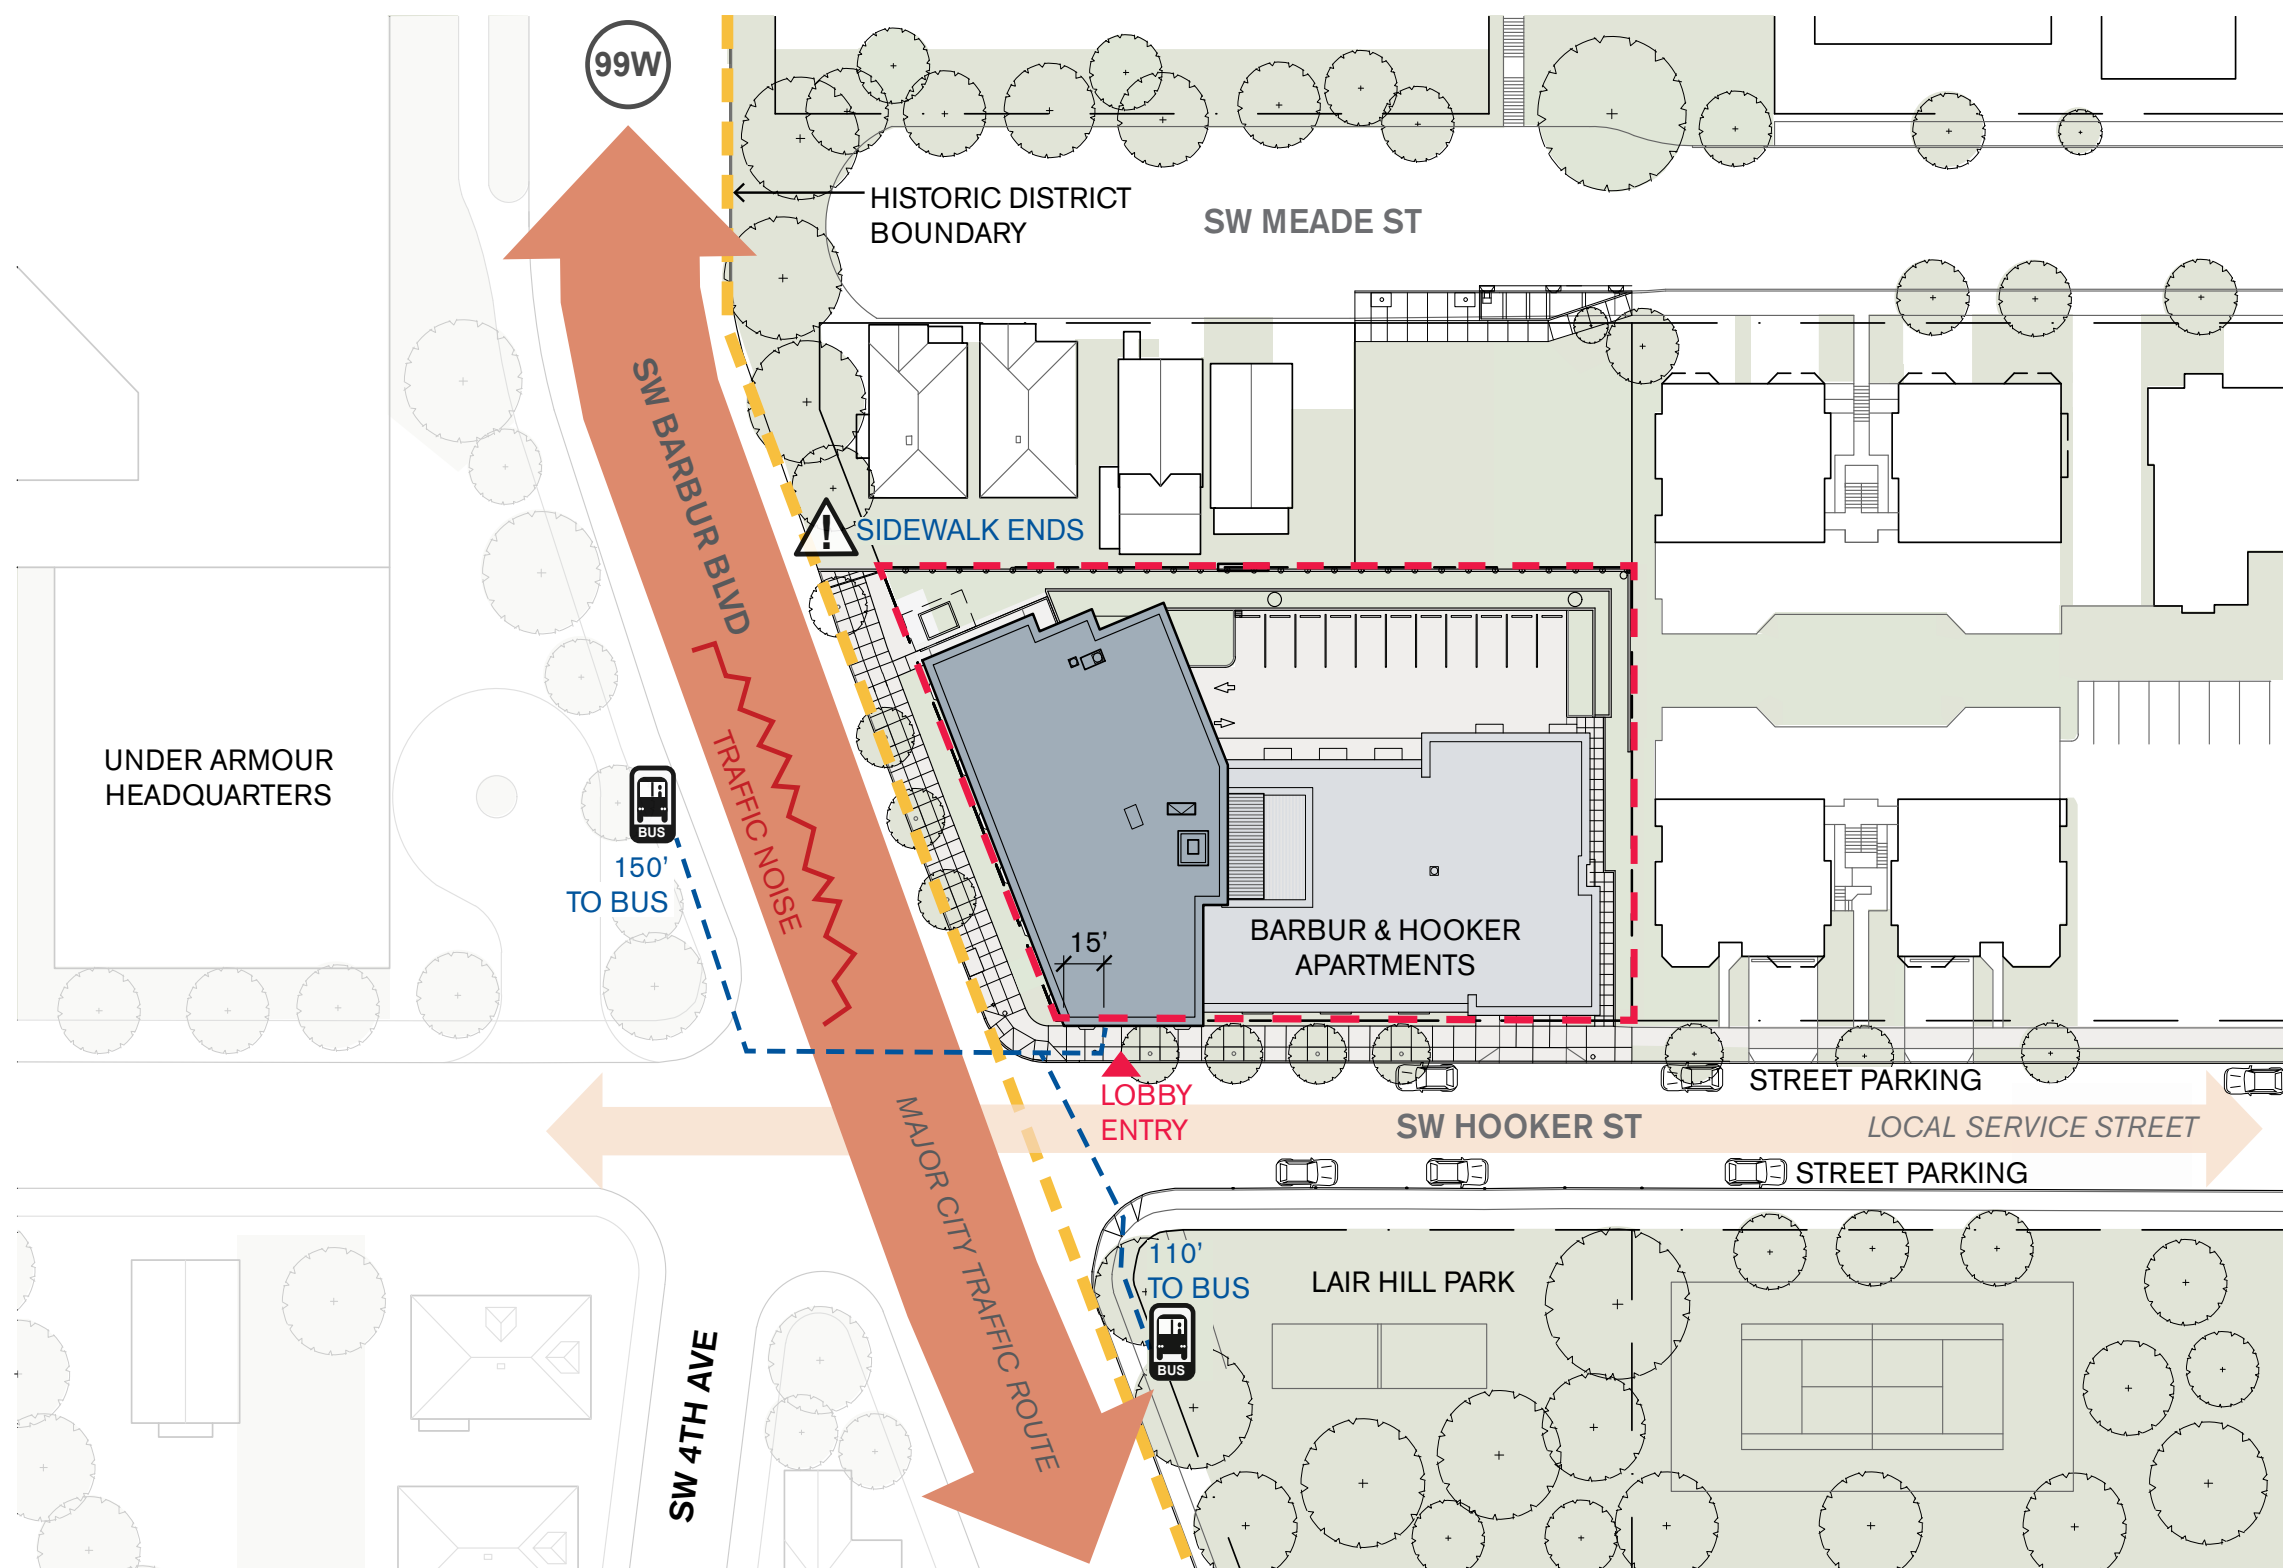 99W
HISTORIC DISTRICT
BOUNDARY
SW MEADE ST
SW BARBUR BLVD
SIDEWALK ENDS
UNDER ARMOUR
HEADQUARTERS
TRAFFIC NOISE
BUS
150’
TO BUS
15’
BARBUR & HOOKER
APARTMENTS
LOBBY
ENTRY
STREET PARKING
SW HOOKER ST
LOCAL SERVICE STREET
STREET PARKING
MAJOR CITY TRAFFIC ROUTE
110’
TO BUS
LAIR HILL PARK
BUS
SW 4TH AVE